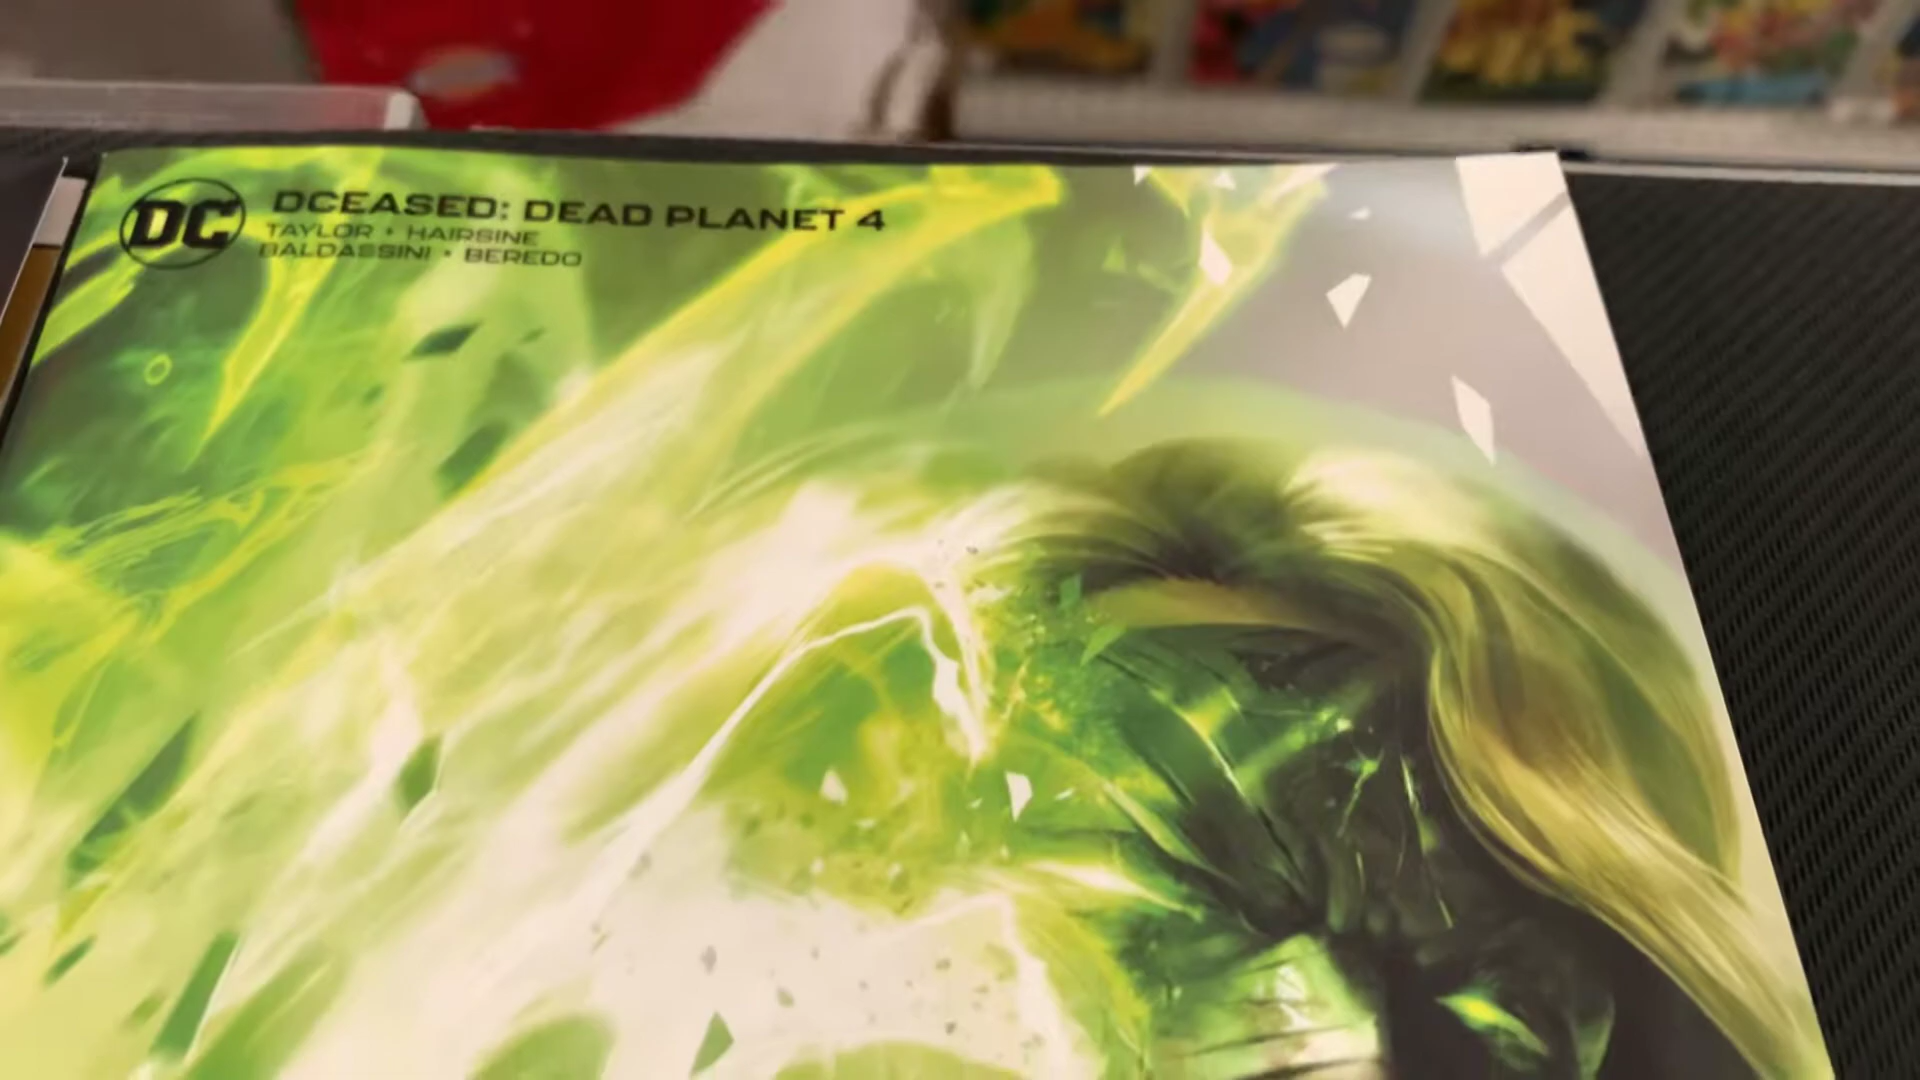 DC
DCEASED: DEAD PLANET 4
TAYLOR • HAIRSINE
BALDASSINI • BEREDO